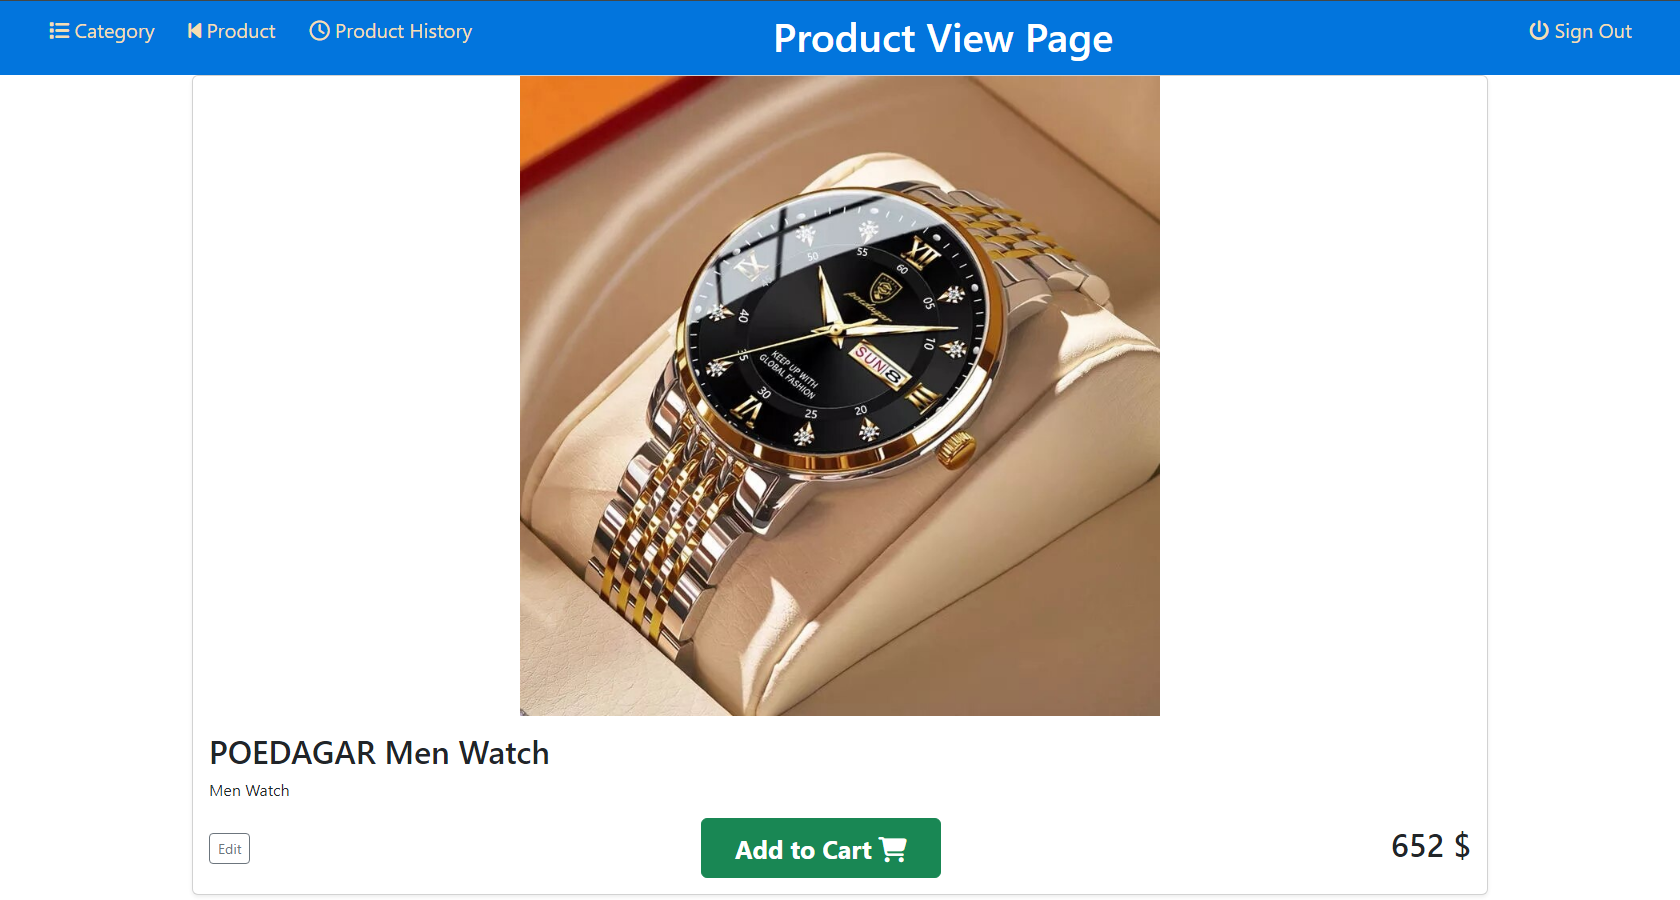 Category Product Product History Product View Page Sign Out
XII
55
60
50
IX
05
poedagar
40
10
SUN 8
35
KEEP UP WITH
GLOBAL FASHION
III
30
VI
25
20
POEDAGAR Men Watch
Men Watch
Edit Add to Cart 652 $